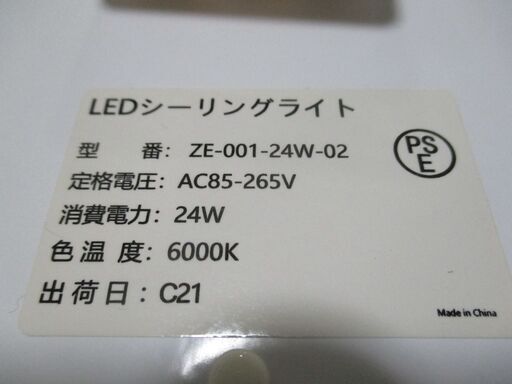 LEDシーリングライト
型 番: ZE-001-24W-02
定格電圧: AC85-265V
消費電力: 24W
色 温 度: 6000K
出 荷 日 : C21
PS
E
Made in China